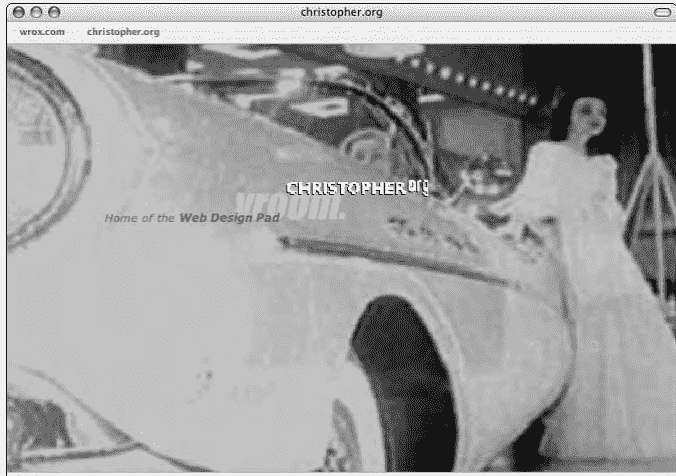 christopher.org
wrox.com christopher.org
CHRISTOPHER.org
vroom.
Home of the Web Design Pad